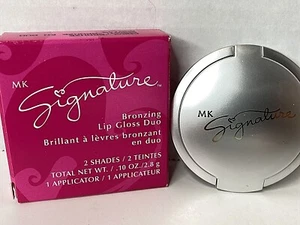 MK
Signature™
Bronzing
Lip Gloss Duo
Brillant à lèvres bronzant
en duo
2 SHADES / 2 TEINTES
TOTAL NET WT. / .10 OZ./2.8 g
1 APPLICATOR / 1 APPLICATEUR
MK
Signature